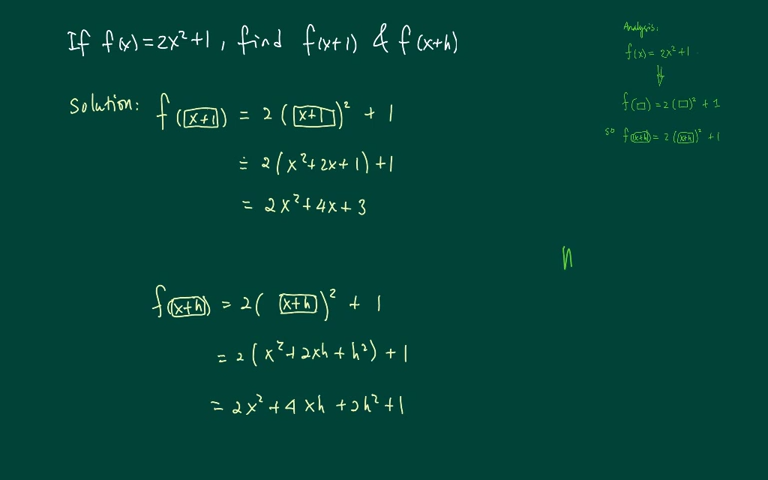 If f(x)=2x²+1, find f(x+1) & f(x+h)
Solution: f(x+1) = 2(x+1)² + 1
= 2(x²+2x+1)+1
= 2x²+4x+3
f(x+h) = 2(x+h)² + 1
= 2(x²+2xh+h²)+1
= 2x²+4xh+2h²+1
Analysis:
f(x)=2x²+1
⇓
f(□)=2(□)²+1
so f(x+h)=2(x+h)²+1